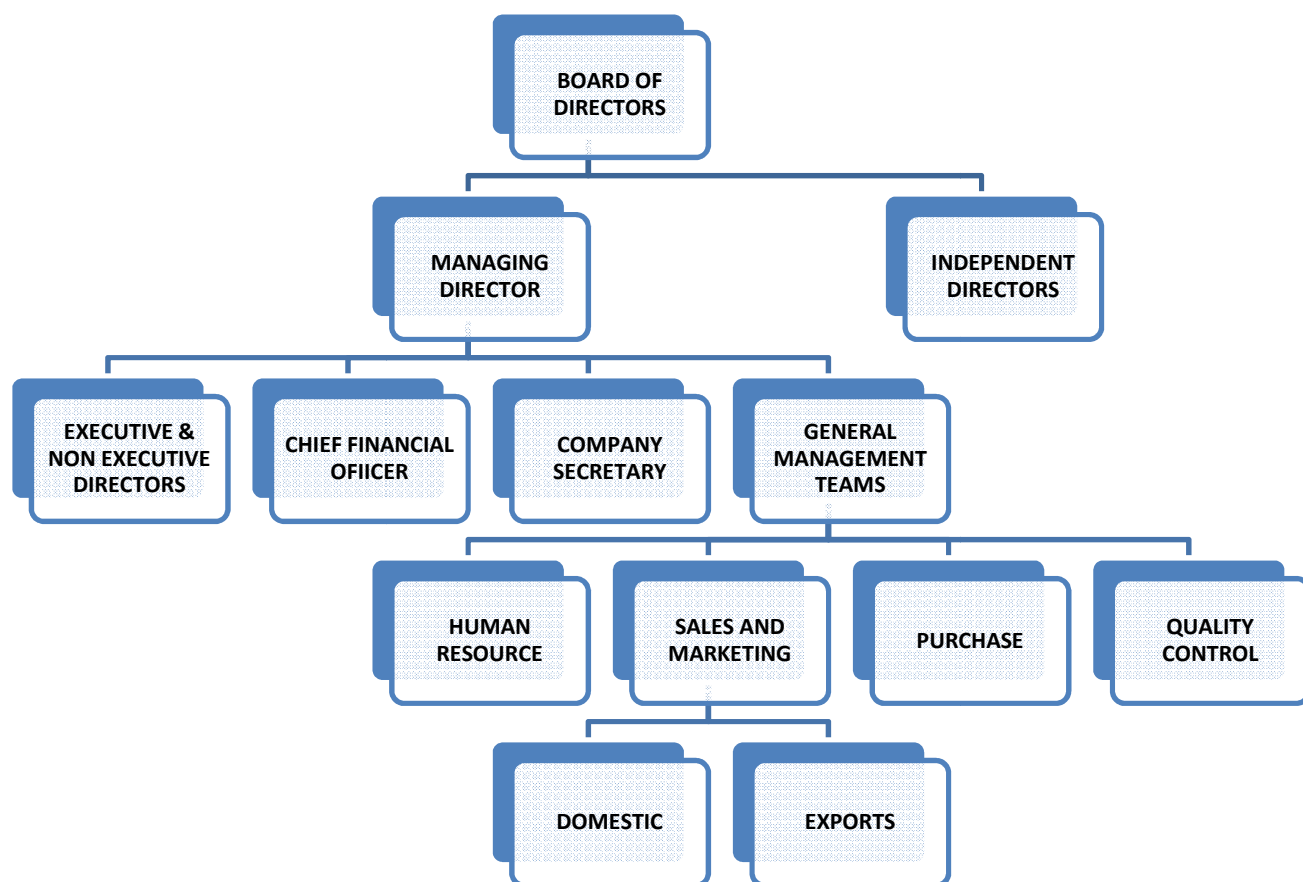 BOARD OF
DIRECTORS
MANAGING
DIRECTOR
INDEPENDENT
DIRECTORS
EXECUTIVE &
NON EXECUTIVE
DIRECTORS
CHIEF FINANCIAL
OFIICER
COMPANY
SECRETARY
GENERAL
MANAGEMENT
TEAMS
HUMAN
RESOURCE
SALES AND
MARKETING
PURCHASE
QUALITY
CONTROL
DOMESTIC
EXPORTS